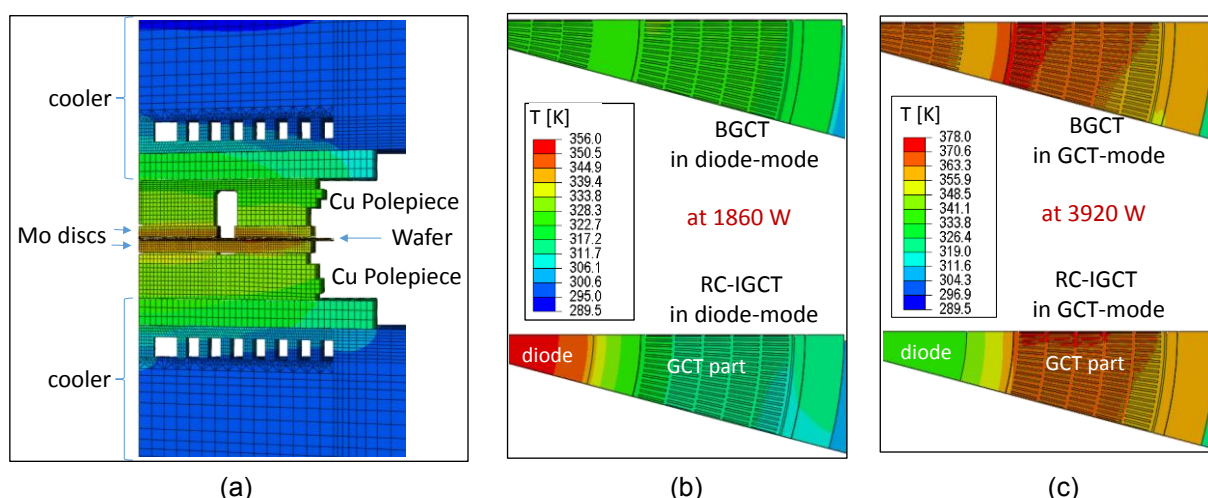 cooler
Cu Polepiece
Mo discs
Wafer
Cu Polepiece
cooler
(a)
T [K]
356.0
350.5
344.9
339.4
333.8
328.3
322.7
317.2
311.7
306.1
300.6
295.0
289.5
BGCT
in diode-mode
at 1860 W
RC-IGCT
in diode-mode
diode
GCT part
(b)
T [K]
378.0
370.6
363.3
355.9
348.5
341.1
333.8
326.4
319.0
311.6
304.3
296.9
289.5
BGCT
in GCT-mode
at 3920 W
RC-IGCT
in GCT-mode
diode
GCT part
(c)